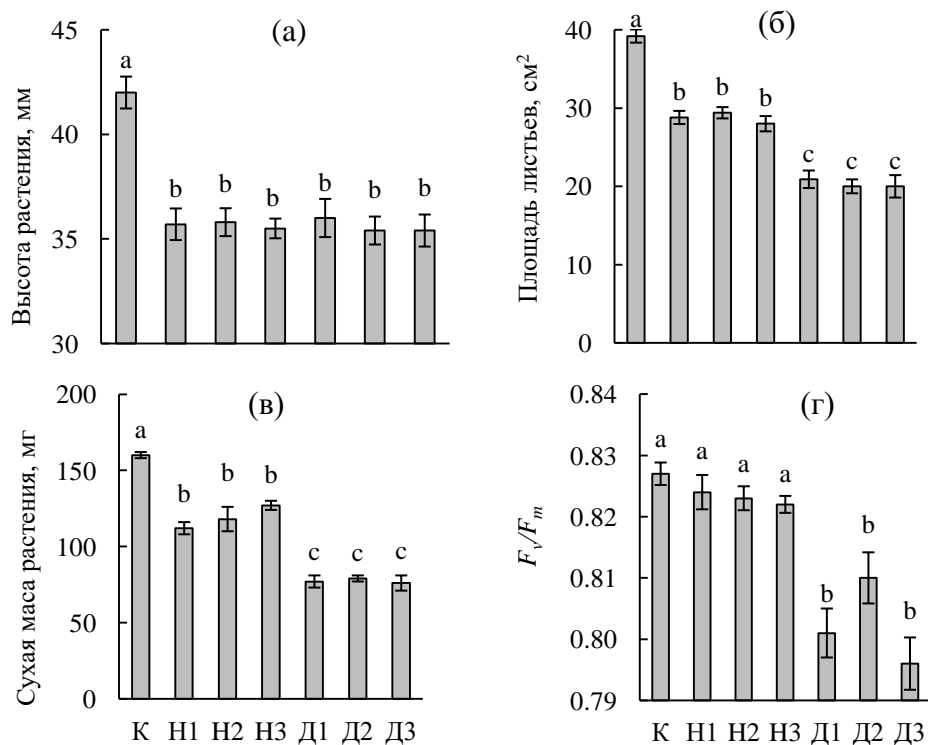 (а)
Высота растения, мм
45
40
35
30
a
b
b
b
b
b
b
(б)
Площадь листьев, см²
40
30
20
10
0
a
b
b
b
c
c
c
(в)
Сухая маса растения, мг
200
150
100
50
0
a
b
b
b
c
c
c
К Н1 Н2 Н3 Д1 Д2 Д3
(г)
Fv/Fm
0.84
0.83
0.82
0.81
0.80
0.79
a
a
a
a
b
b
b
К Н1 Н2 Н3 Д1 Д2 Д3